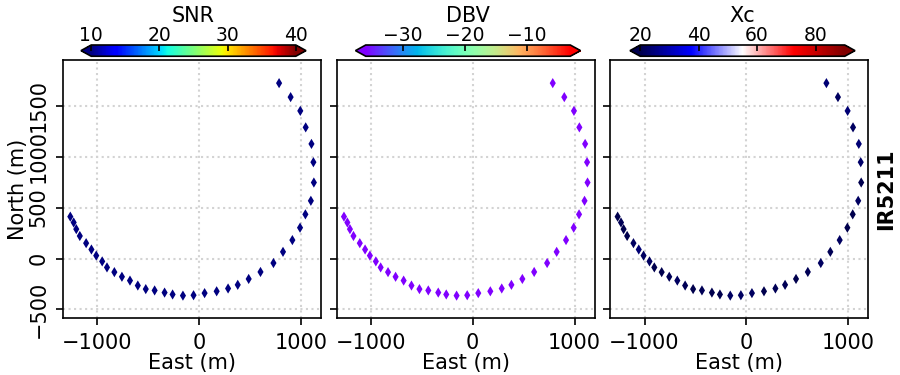 SNR DBV Xc
10 20 30 40 −30 −20 −10 20 40 60 80
North (m)
1500
1000
500
0
−500
IR5211
−1000 0 1000 −1000 0 1000 −1000 0 1000
East (m) East (m) East (m)